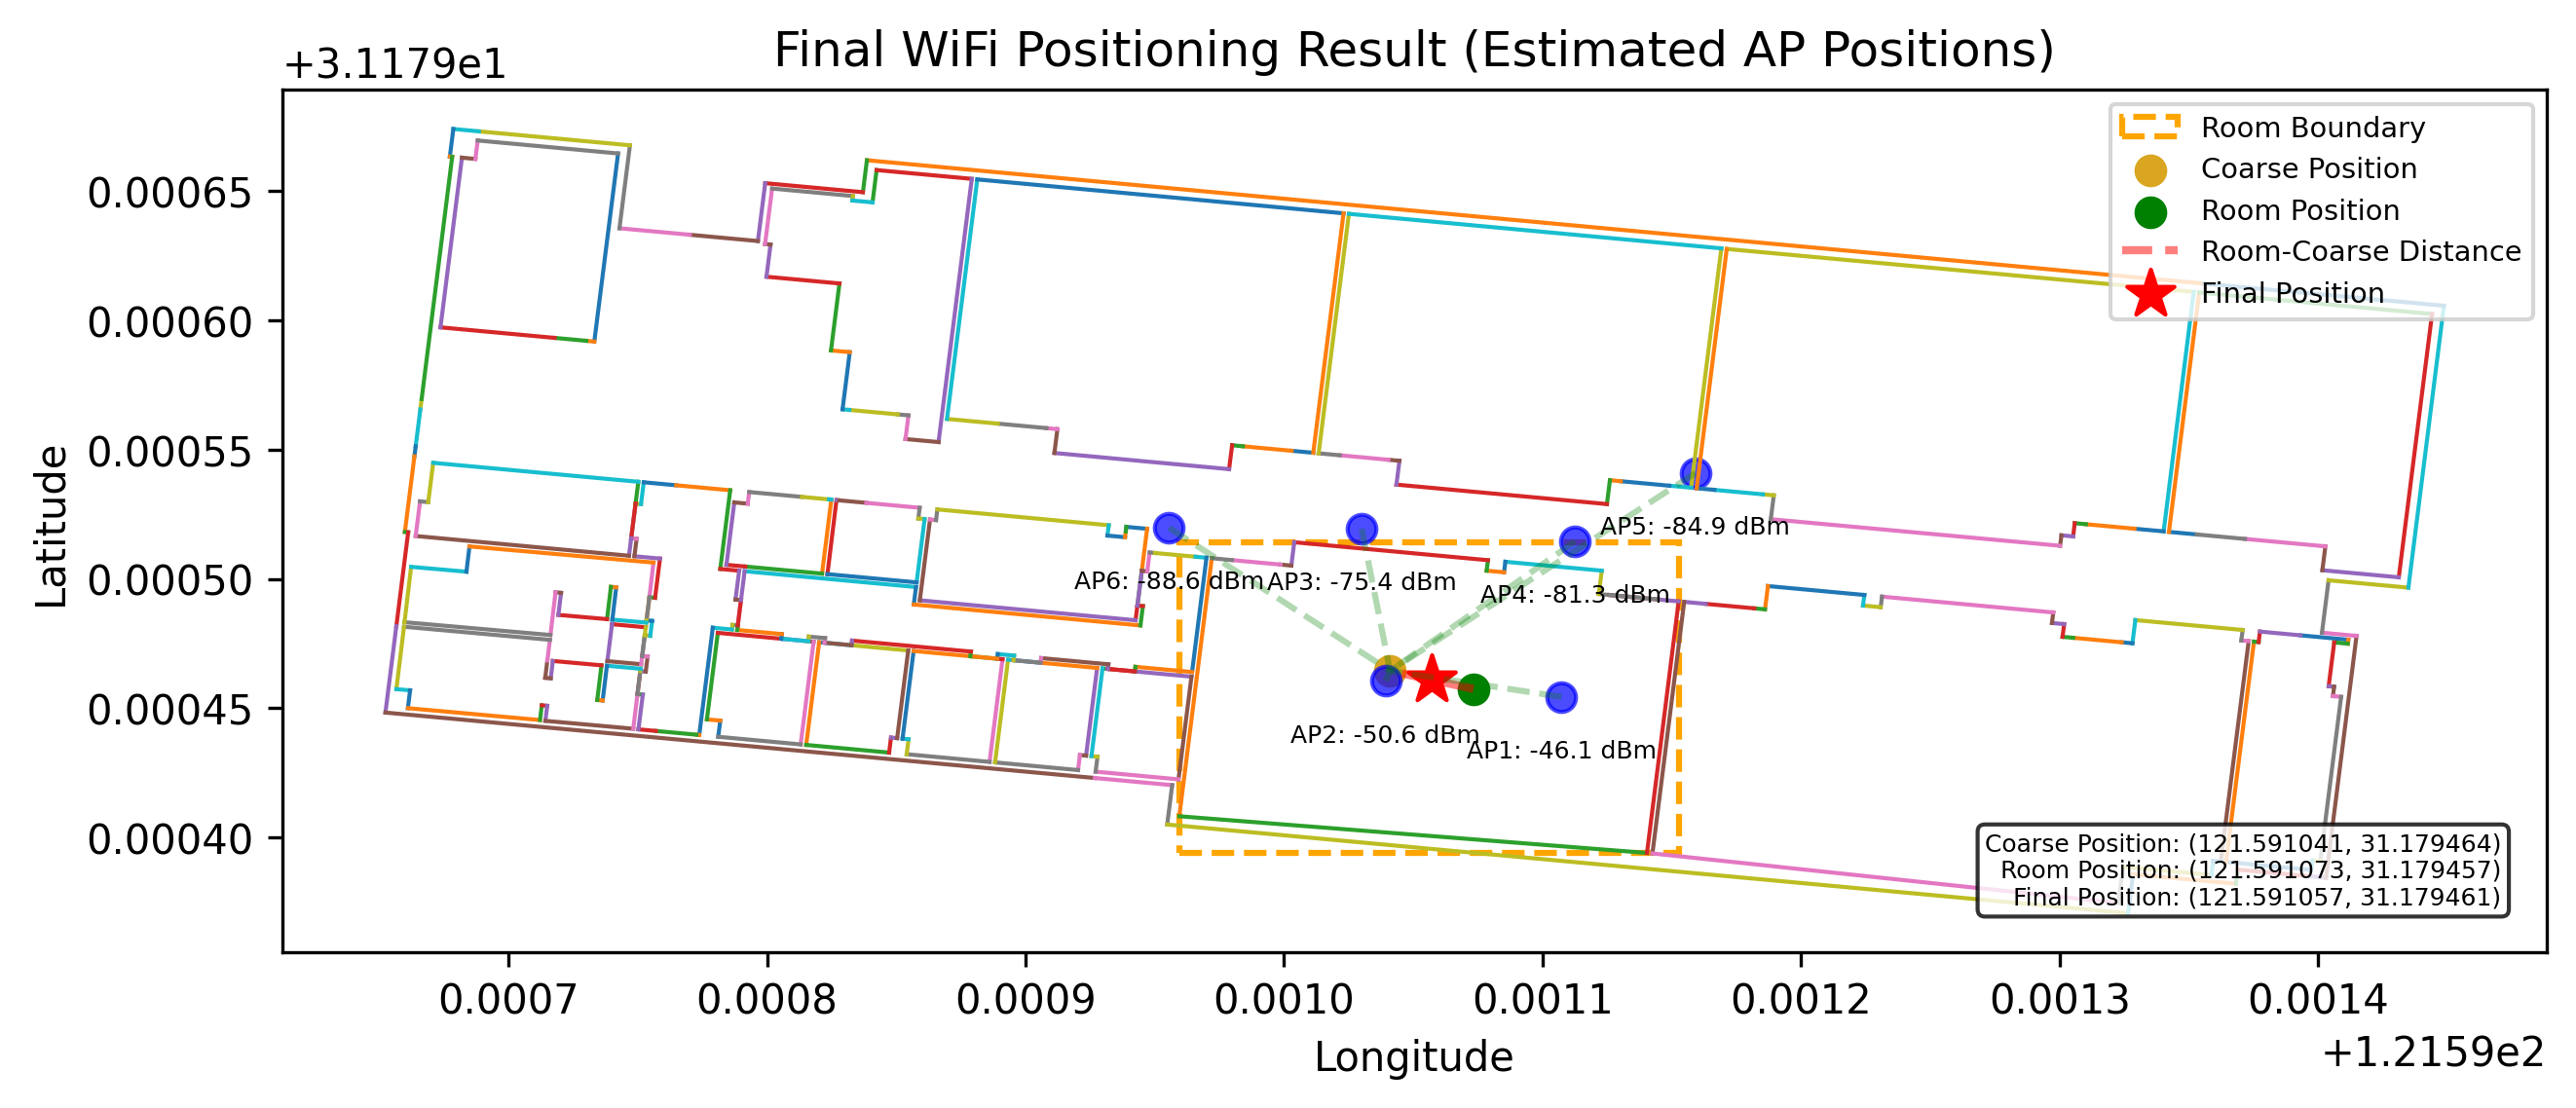 Final WiFi Positioning Result (Estimated AP Positions)
+3.1179e1
Room Boundary
Coarse Position
Room Position
Room-Coarse Distance
Final Position
Latitude
0.00065
0.00060
0.00055
0.00050
0.00045
0.00040
AP5: -84.9 dBm
AP6: -88.6 dBm
AP3: -75.4 dBm
AP4: -81.3 dBm
AP2: -50.6 dBm
AP1: -46.1 dBm
Coarse Position: (121.591041, 31.179464)
Room Position: (121.591073, 31.179457)
Final Position: (121.591057, 31.179461)
0.0007
0.0008
0.0009
0.0010
0.0011
0.0012
0.0013
0.0014
Longitude
+1.2159e2